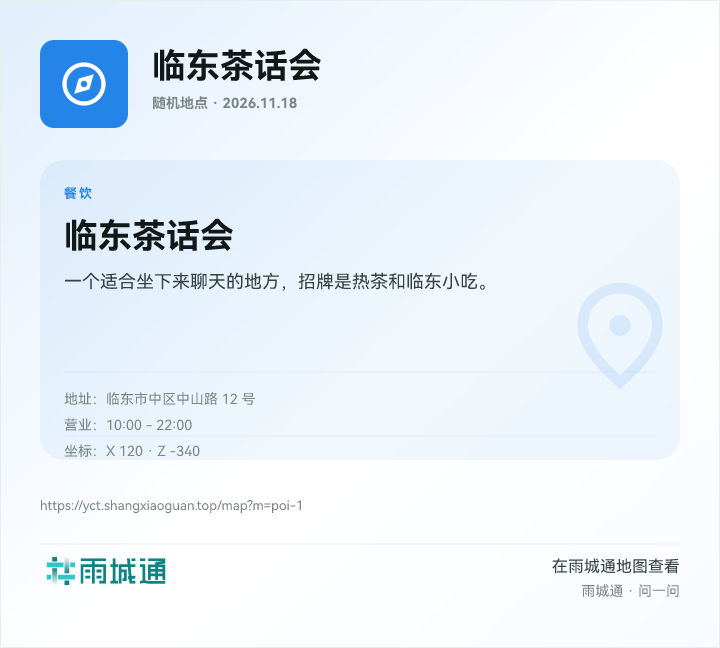 临东茶话会
随机地点 · 2026.11.18
餐饮
临东茶话会
一个适合坐下来聊天的地方，招牌是热茶和临东小吃。
地址：临东市中区中山路 12 号
营业：10:00 - 22:00
坐标：X 120 · Z -340
https://yct.shangxiaoguan.top/map?m=poi-1
雨城通
在雨城通地图查看
雨城通 · 问一问